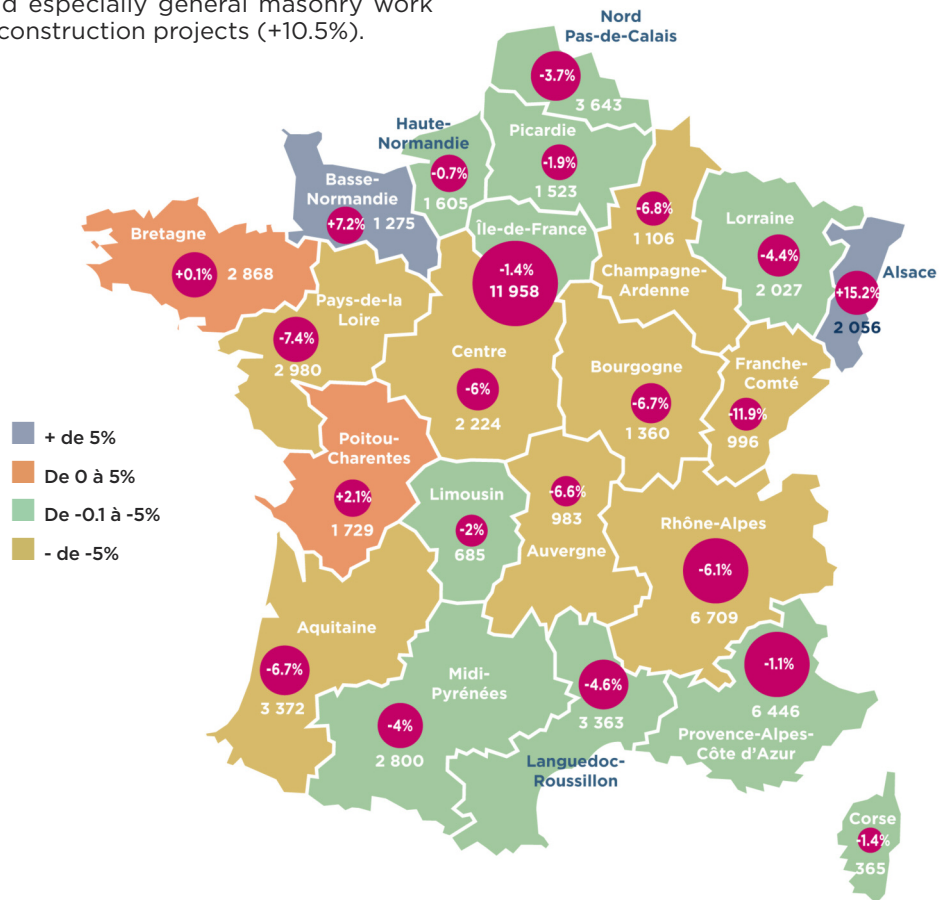 d especially general masonry work
construction projects (+10.5%).
Nord
Pas-de-Calais
-3.7%
3 643
Haute-
Normandie
-0.7%
1 605
Picardie
-1.9%
1 523
Basse-
Normandie
+7.2% 1 275
Île-de-France
-1.4%
11 958
-6.8%
1 106
Champagne-
Ardenne
Lorraine
-4.4%
2 027
Alsace
+15.2%
2 056
Bretagne
+0.1% 2 868
Pays-de-la
Loire
-7.4%
2 980
Centre
-6%
2 224
Bourgogne
-6.7%
1 360
Franche-
Comté
-11.9%
996
+ de 5%
De 0 à 5%
De -0.1 à -5%
- de -5%
Poitou-
Charentes
+2.1%
1 729
Limousin
-2%
685
-6.6%
983
Auvergne
Rhône-Alpes
-6.1%
6 709
Aquitaine
-6.7%
3 372
Midi-
Pyrénées
-4%
2 800
-4.6%
3 363
Languedoc-
Roussillon
-1.1%
6 446
Provence-Alpes-
Côte d'Azur
Corse
-1.4%
365